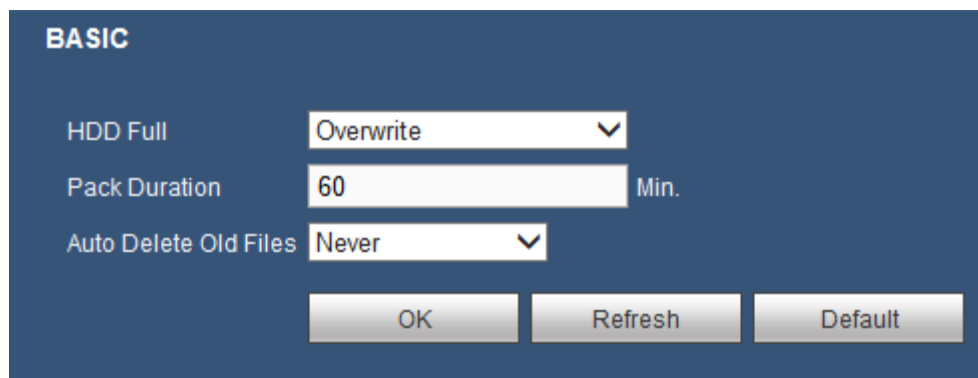 BASIC
HDD Full Overwrite
Pack Duration 60 Min.
Auto Delete Old Files Never
OK Refresh Default